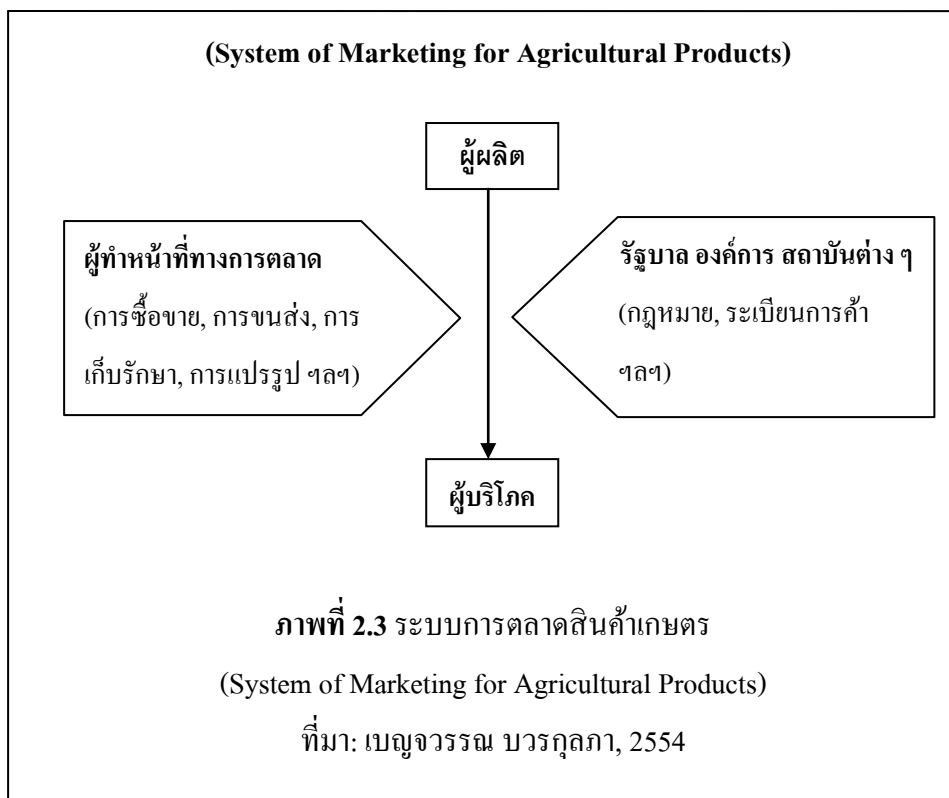 (System of Marketing for Agricultural Products)
ผู้ผลิต
ผู้ทำหน้าที่ทางการตลาด
(การซื้อขาย, การขนส่ง, การ
เก็บรักษา, การแปรรูป ฯลฯ)
รัฐบาล องค์การ สถาบันต่าง ๆ
(กฎหมาย, ระเบียนการค้า
ฯลฯ)
ผู้บริโภค
ภาพที่ 2.3 ระบบการตลาดสินค้าเกษตร
(System of Marketing for Agricultural Products)
ที่มา: เบญจวรรณ บวรกุลภา, 2554